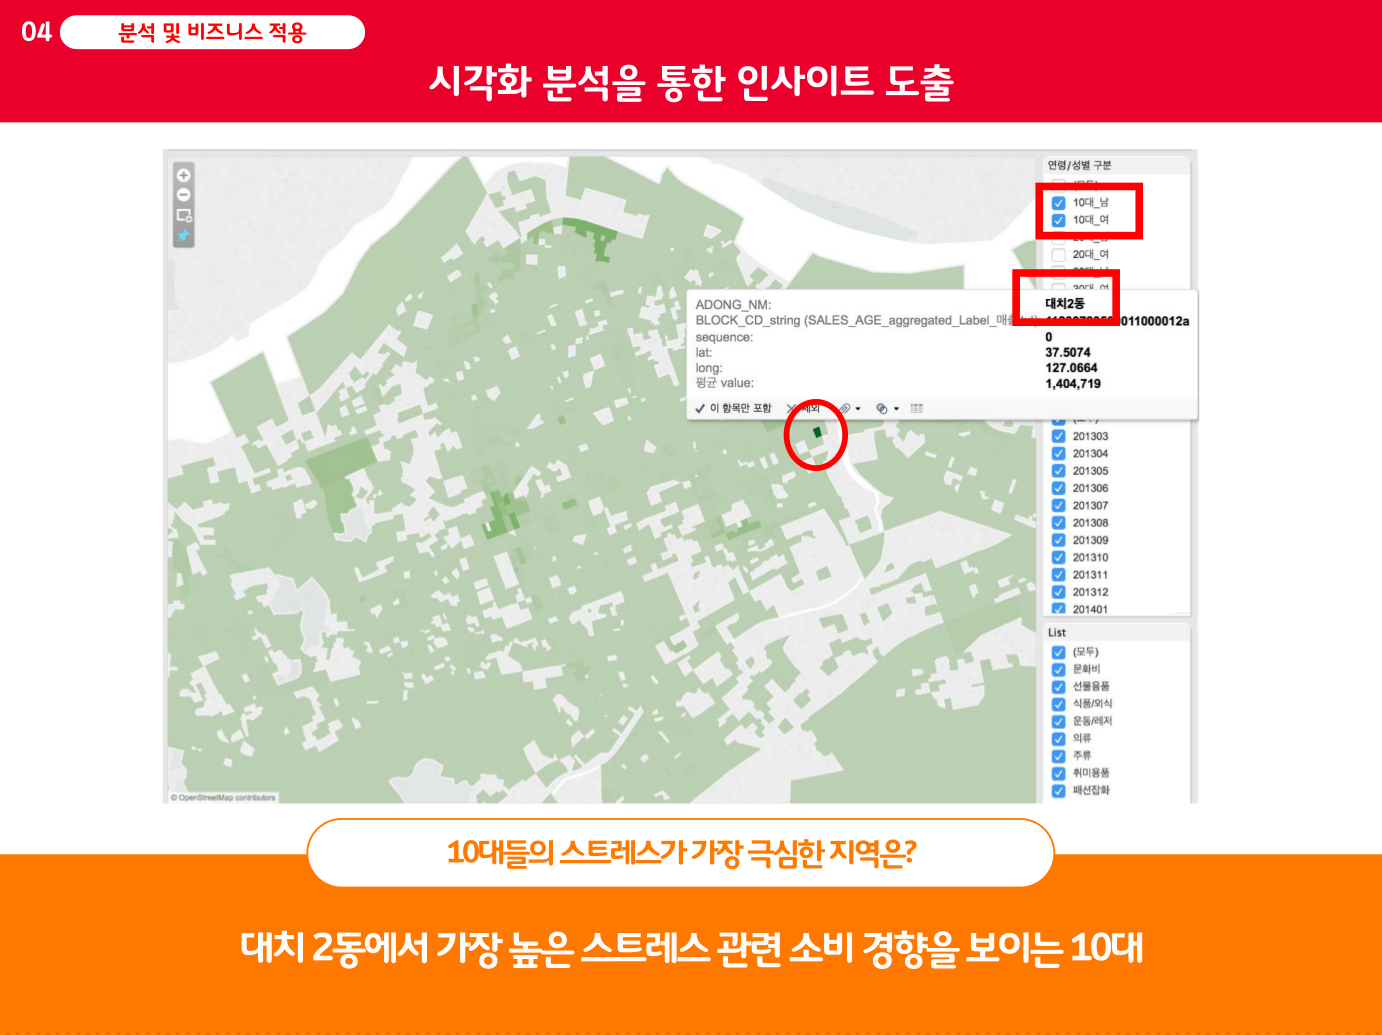 04
분석 및 비즈니스 적용
시각화 분석을 통한 인사이트 도출
연령/성별 구분
10대_남
10대_여
20대_여
ADONG_NM: 대치2동
BLOCK_CD_string (SALES_AGE_aggregated_Label_매출 011000012a
sequence: 0
lat: 37.5074
long: 127.0664
평균 value: 1,404,719
이 항목만 포함 제외
201303
201304
201305
201306
201307
201308
201309
201310
201311
201312
201401
List
(모두)
문화비
선물용품
식품/외식
운동/레저
의류
주류
취미용품
패션잡화
© OpenStreetMap contributors
10대들의 스트레스가 가장 극심한 지역은?
대치 2동에서 가장 높은 스트레스 관련 소비 경향을 보이는 10대